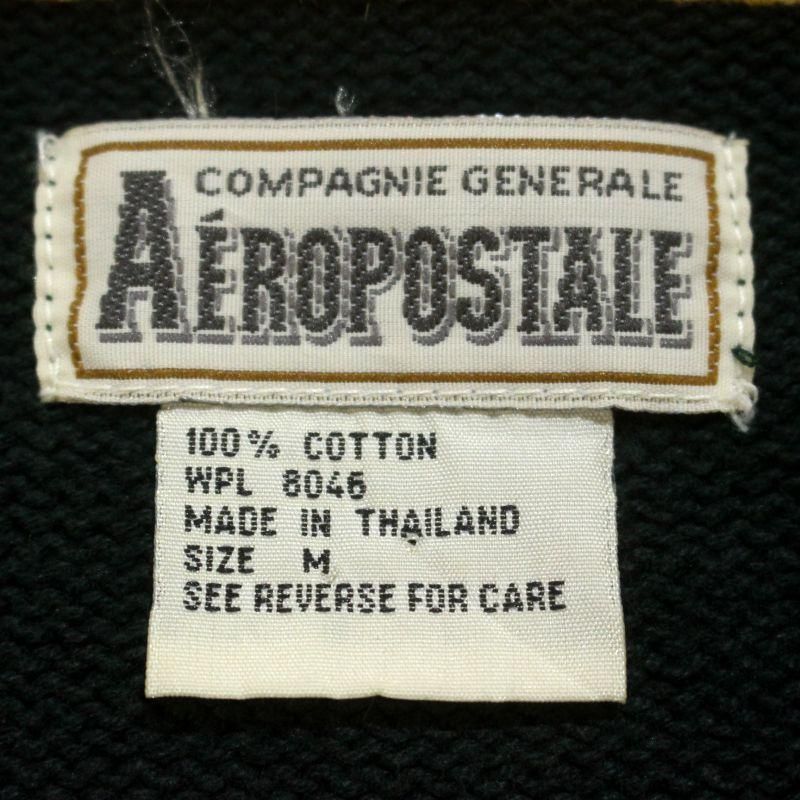 COMPAGNIE GENERALE
AÉROPOSTALE
100% COTTON
WPL 8046
MADE IN THAILAND
SIZE M
SEE REVERSE FOR CARE